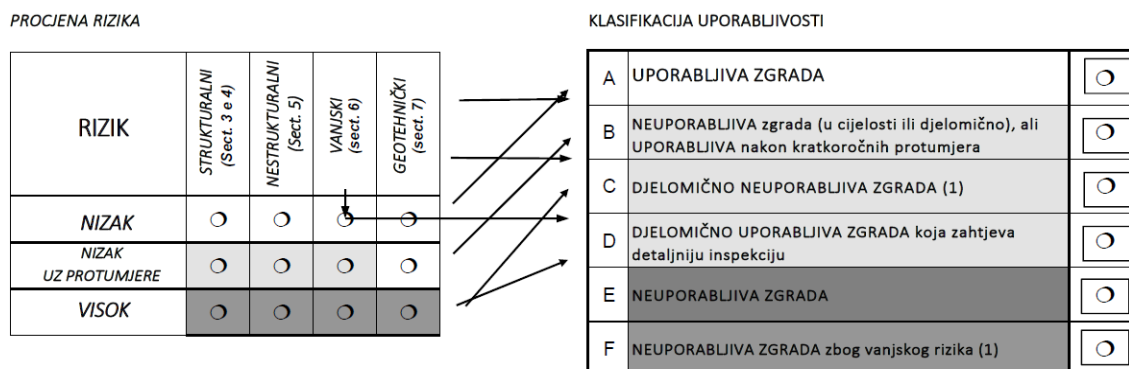 PROCJENA RIZIKA
RIZIK
STRUKTURALNI
(Sect. 3 e 4)
NESTRUKTURALNI
(Sect. 5)
VANJSKI
(sect. 6)
GEOTEHNIČKI
(sect. 7)
NIZAK
NIZAK
UZ PROTUMJERE
VISOK
KLASIFIKACIJA UPORABLJIVOSTI
A UPORABLJIVA ZGRADA
B NEUPORABLJIVA zgrada (u cijelosti ili djelomično), ali
UPORABLJIVA nakon kratkoročnih protumjera
C DJELOMIČNO NEUPORABLJIVA ZGRADA (1)
D DJELOMIČNO UPORABLJIVA ZGRADA koja zahtjeva
detaljniju inspekciju
E NEUPORABLJIVA ZGRADA
F NEUPORABLJIVA ZGRADA zbog vanjskog rizika (1)